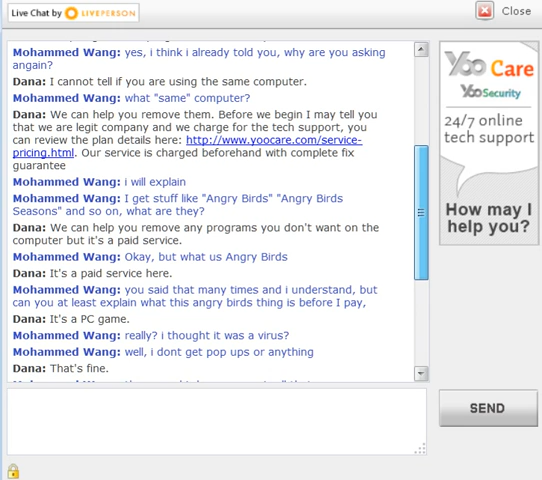 Live Chat by LIVEPERSON
Close
Mohammed Wang: yes, i think i already told you, why are you asking
angain?
Dana: I cannot tell if you are using the same computer.
Mohammed Wang: what "same" computer?
Dana: We can help you remove them. Before we begin I may tell you
that we are legit company and we charge for the tech support, you
can review the plan details here: http://www.yoocare.com/service-
pricing.html. Our service is charged beforehand with complete fix
guarantee
Mohammed Wang: i will explain
Mohammed Wang: I get stuff like "Angry Birds" "Angry Birds
Seasons" and so on, what are they?
Dana: We can help you remove any programs you don't want on the
computer but it's a paid service.
Mohammed Wang: Okay, but what us Angry Birds
Dana: It's a paid service here.
Mohammed Wang: you said that many times and i understand, but
can you at least explain what this angry birds thing is before I pay,
Dana: It's a PC game.
Mohammed Wang: really? i thought it was a virus?
Mohammed Wang: well, i dont get pop ups or anything
Dana: That's fine.
Yoo Care
YooSecurity
24/7 online
tech support
How may I
help you?
SEND